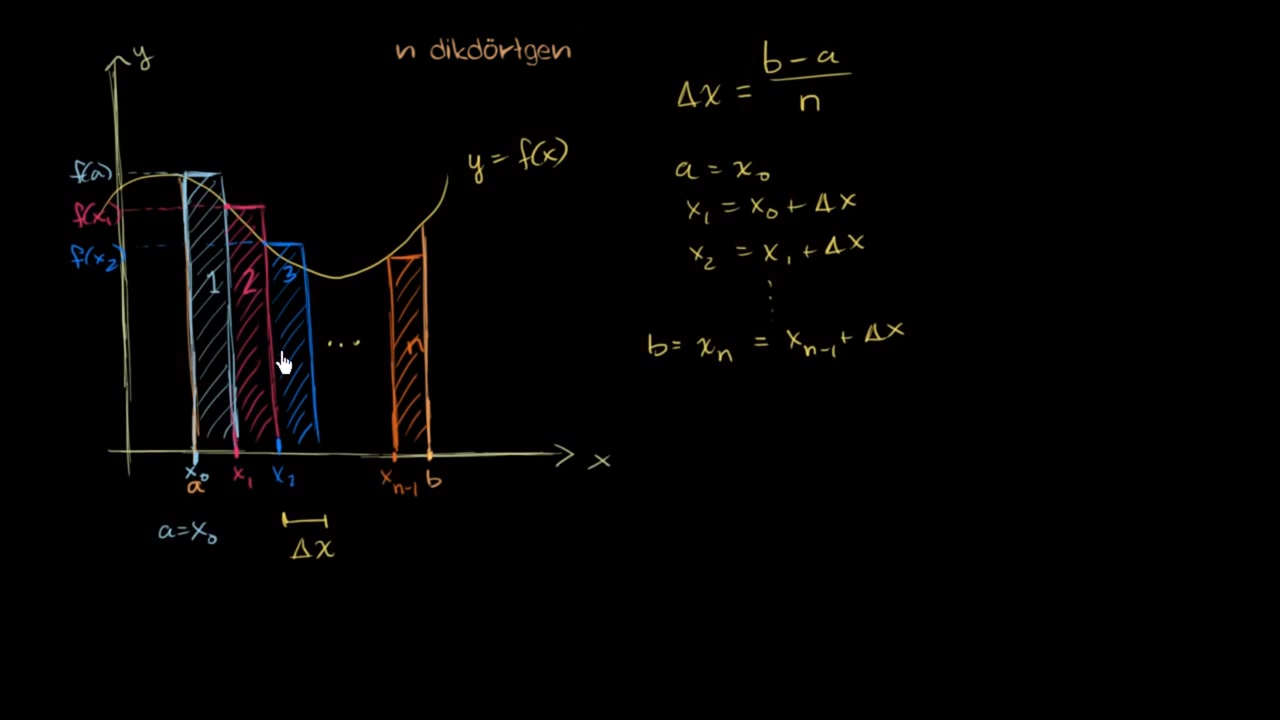 n dikdörtgen
y
y = f(x)
f(a)
f(x₁)
f(x₂)
1
2
3
...
n
x₀
a
x₁
x₂
xₙ₋₁
b
x
a=x₀
Δx
Δx = (b-a)/n
a = x₀
x₁ = x₀ + Δx
x₂ = x₁ + Δx
⋮
b= xₙ = xₙ₋₁+ Δx